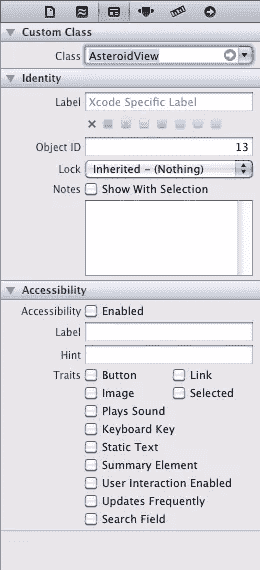 Custom Class
Class AsteroidView
Identity
Label Xcode Specific Label
Object ID 13
Lock Inherited - (Nothing)
Notes Show With Selection
Accessibility
Accessibility Enabled
Label
Hint
Traits Button Link
Image Selected
Plays Sound
Keyboard Key
Static Text
Summary Element
User Interaction Enabled
Updates Frequently
Search Field